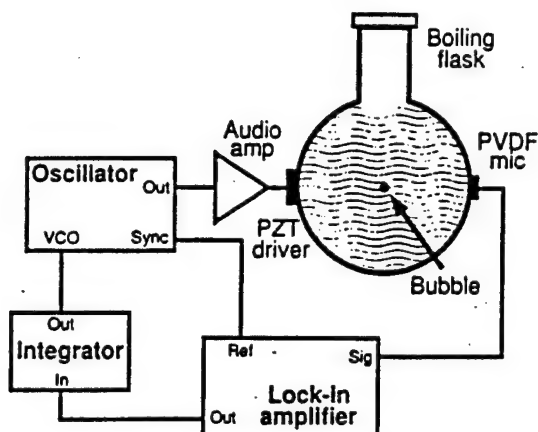 Boiling
flask
Audio
amp
PVDF
mic
Oscillator
Out
PZT
driver
VCO
Sync
Bubble
Out
Integrator
In
Ref
Sig
Lock-in
amplifier
Out